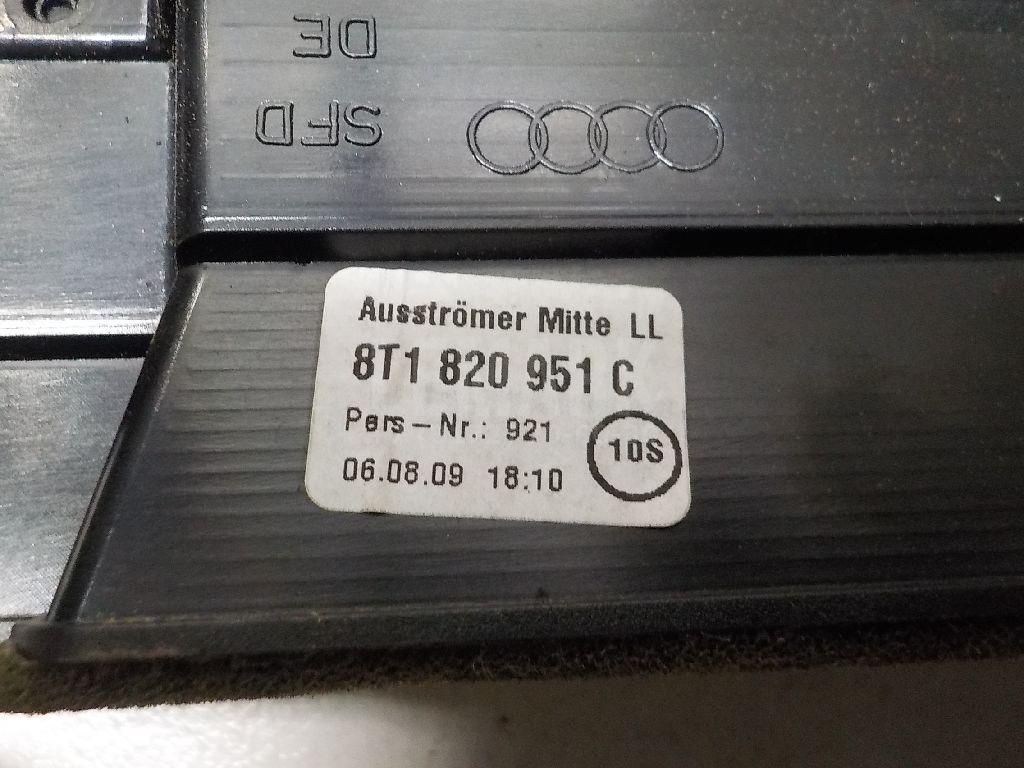 DE
SFD
Ausströmer Mitte LL
8T1 820 951 C
Pers-Nr.: 921
10S
06.08.09 18:10